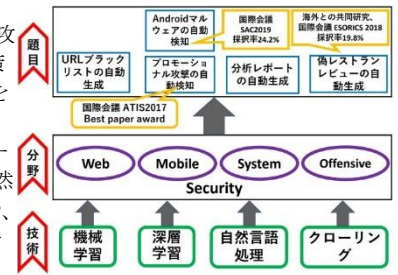 攻
策
を
ー
然
、
題目
Androidマル
ウェアの自動
検知
国際会議
SAC2019
採択率24.2%
海外との共同研究、
国際会議 ESORICS 2018
採択率19.8%
URLブラック
リストの自動
生成
プロモーショ
ナル攻撃の自
動検知
分析レポート
の自動生成
偽レストラン
レビューの自
動生成
国際会議 ATIS2017
Best paper award
分野
Web
Mobile
System
Offensive
Security
技術
機械
学習
深層
学習
自然言語
処理
クローリン
グ